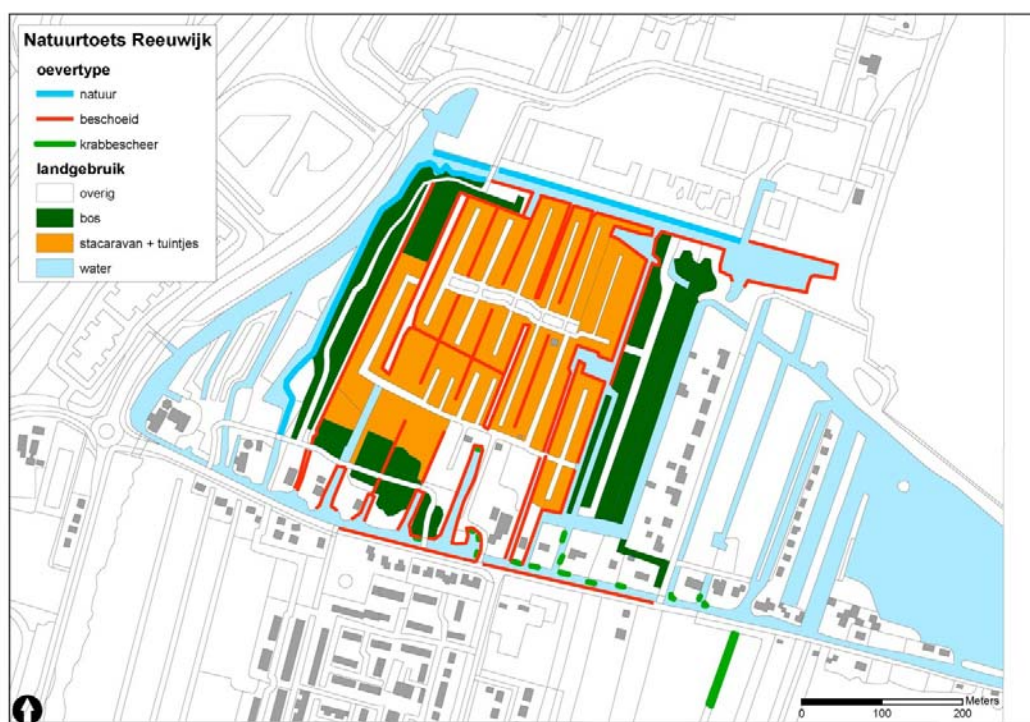 Natuurtoets Reeuwijk
oevertype
natuur
beschoeid
krabbescheer
landgebruik
overig
bos
stacaravan + tuintjes
water
Meters
0 100 200